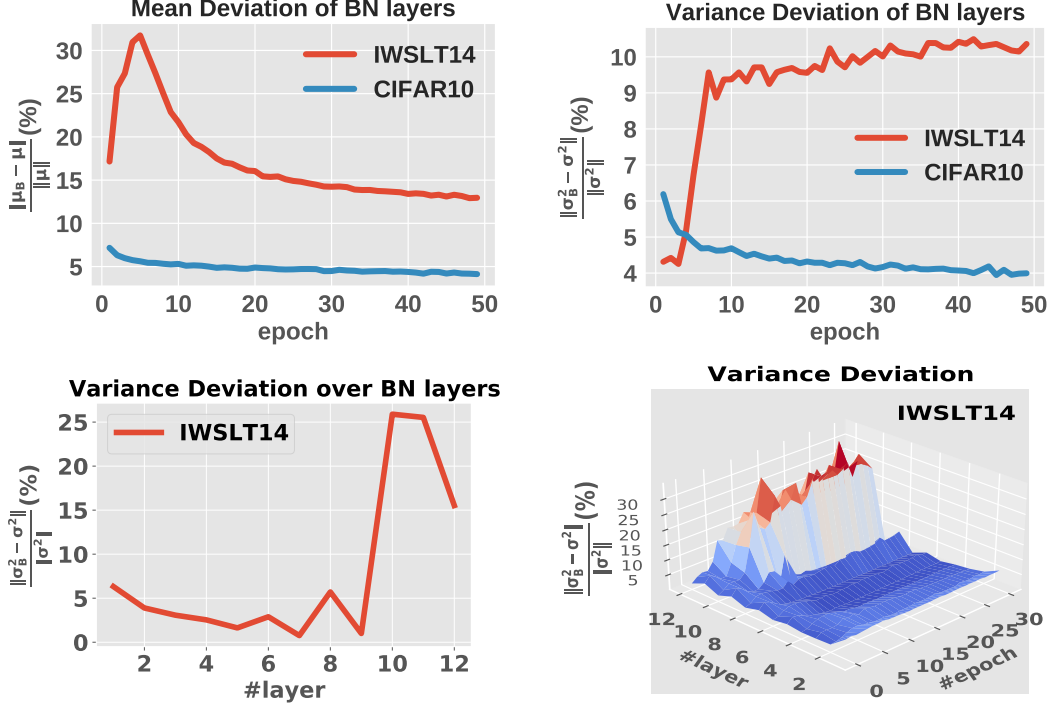 Mean Deviation of BN layers
30
25
20
15
10
5
‖μB − μ‖
‖μ‖
(%)
IWSLT14
CIFAR10
0 10 20 30 40 50
epoch
Variance Deviation of BN layers
10
9
8
7
6
5
4
‖σ²B − σ²‖
‖σ²‖
(%)
IWSLT14
CIFAR10
0 10 20 30 40 50
epoch
Variance Deviation over BN layers
25
20
15
10
5
0
‖σ²B − σ²‖
‖σ²‖
(%)
IWSLT14
2 4 6 8 10 12
#layer
Variance Deviation
IWSLT14
30
25
20
15
10
5
‖σ²B − σ²‖
‖σ²‖
(%)
12 10 8 6 4 2
#layer
0 5 10 15 20 25 30
#epoch